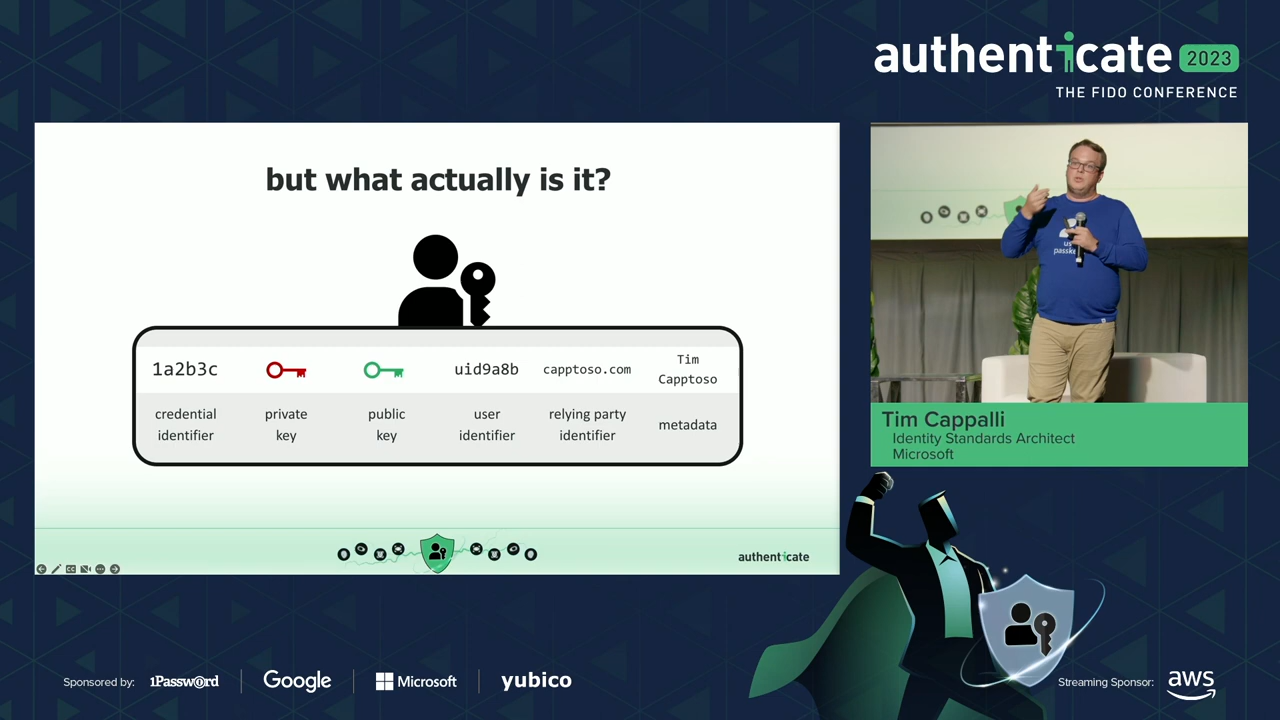 authenticate 2023
THE FIDO CONFERENCE
but what actually is it?
1a2b3c
uid9a8b
capptoso.com
Tim
Capptoso
credential
identifier
private
key
public
key
user
identifier
relying party
identifier
metadata
authenticate
Tim Cappalli
Identity Standards Architect
Microsoft
Sponsored by:
1Password
Google
Microsoft
yubico
Streaming Sponsor:
aws